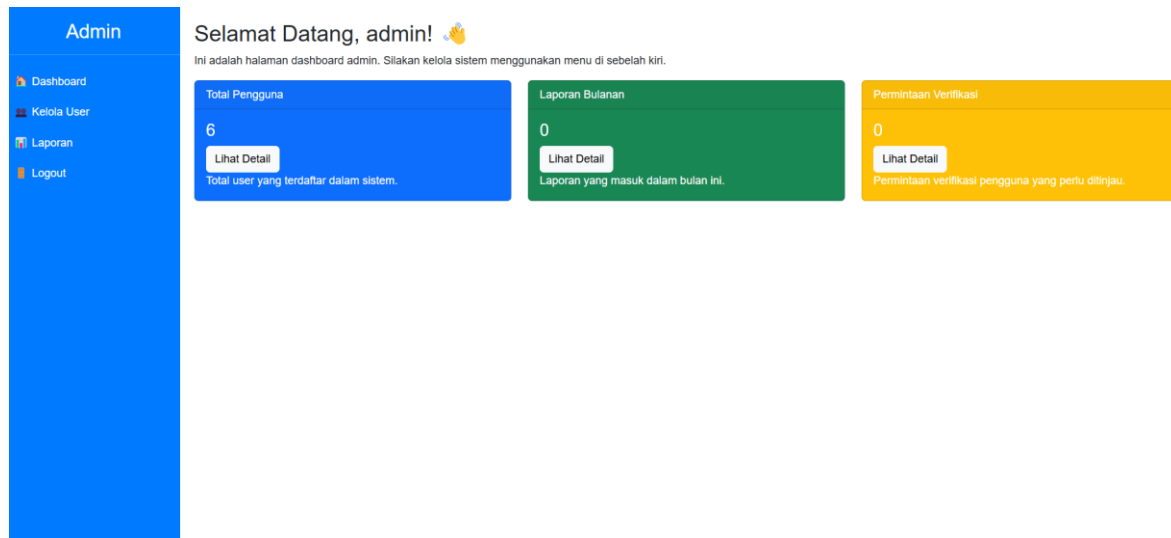 Admin
Dashboard
Kelola User
Laporan
Logout
Selamat Datang, admin! 👋
Ini adalah halaman dashboard admin. Silakan kelola sistem menggunakan menu di sebelah kiri.
Total Pengguna
6
Lihat Detail
Total user yang terdaftar dalam sistem.
Laporan Bulanan
0
Lihat Detail
Laporan yang masuk dalam bulan ini.
Permintaan Verifikasi
0
Lihat Detail
Permintaan verifikasi pengguna yang perlu ditinjau.